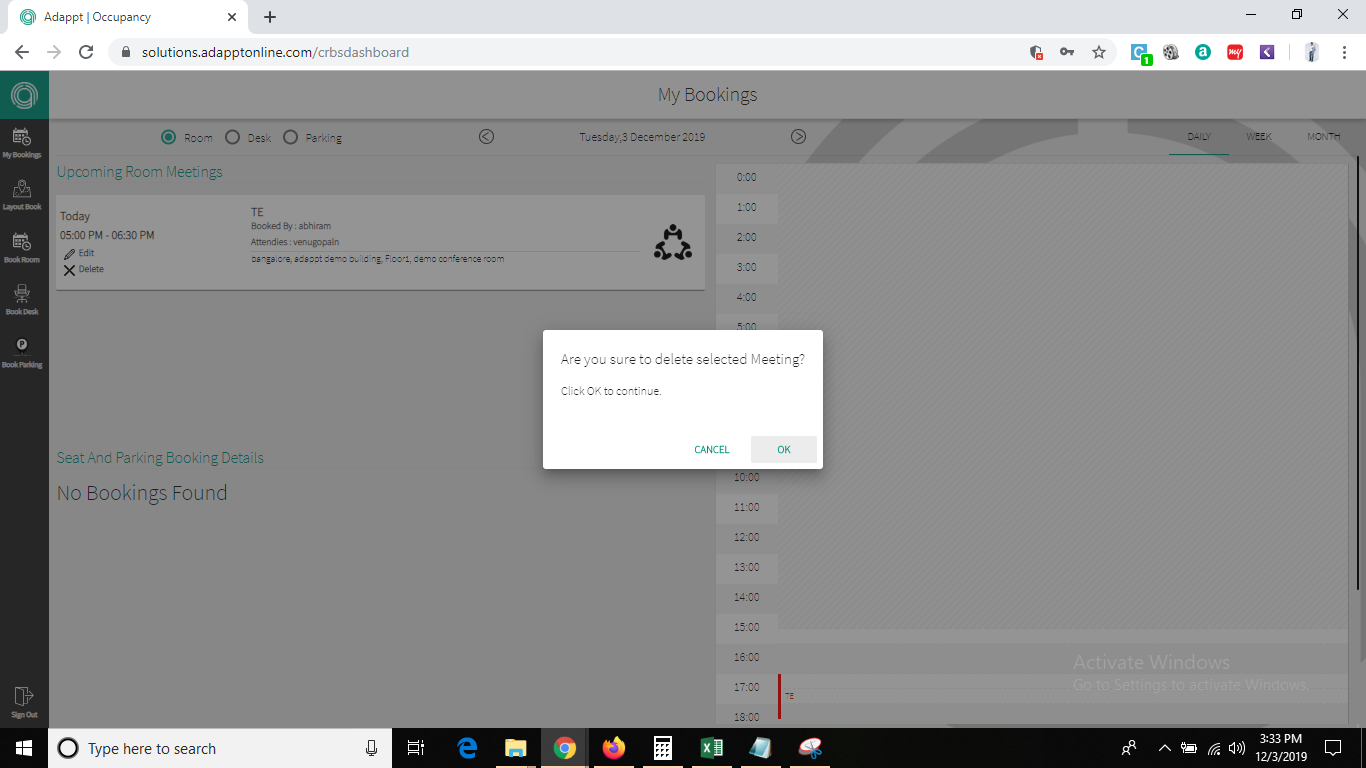 Adappt | Occupancy
solutions.adapptonline.com/crbsdashboard
1
my
My Bookings
Room
Desk
Parking
Tuesday,3 December 2019
DAILY
WEEK
MONTH
My Bookings
Layout Book
Book Room
Book Desk
P
Book Parking
Sign Out
Upcoming Room Meetings
Today
05:00 PM - 06:30 PM
Edit
Delete
TE
Booked By : abhiram
Attendies : venugopaln
bangalore, adappt demo building, Floor1, demo conference room
Seat And Parking Booking Details
No Bookings Found
0:00
1:00
2:00
3:00
4:00
5:00
Are you sure to delete selected Meeting?
Click OK to continue.
CANCEL
OK
10:00
11:00
12:00
13:00
14:00
15:00
16:00
17:00
TE
18:00
Activate Windows
Go to Settings to activate Windows.
Type here to search
3:33 PM
12/3/2019